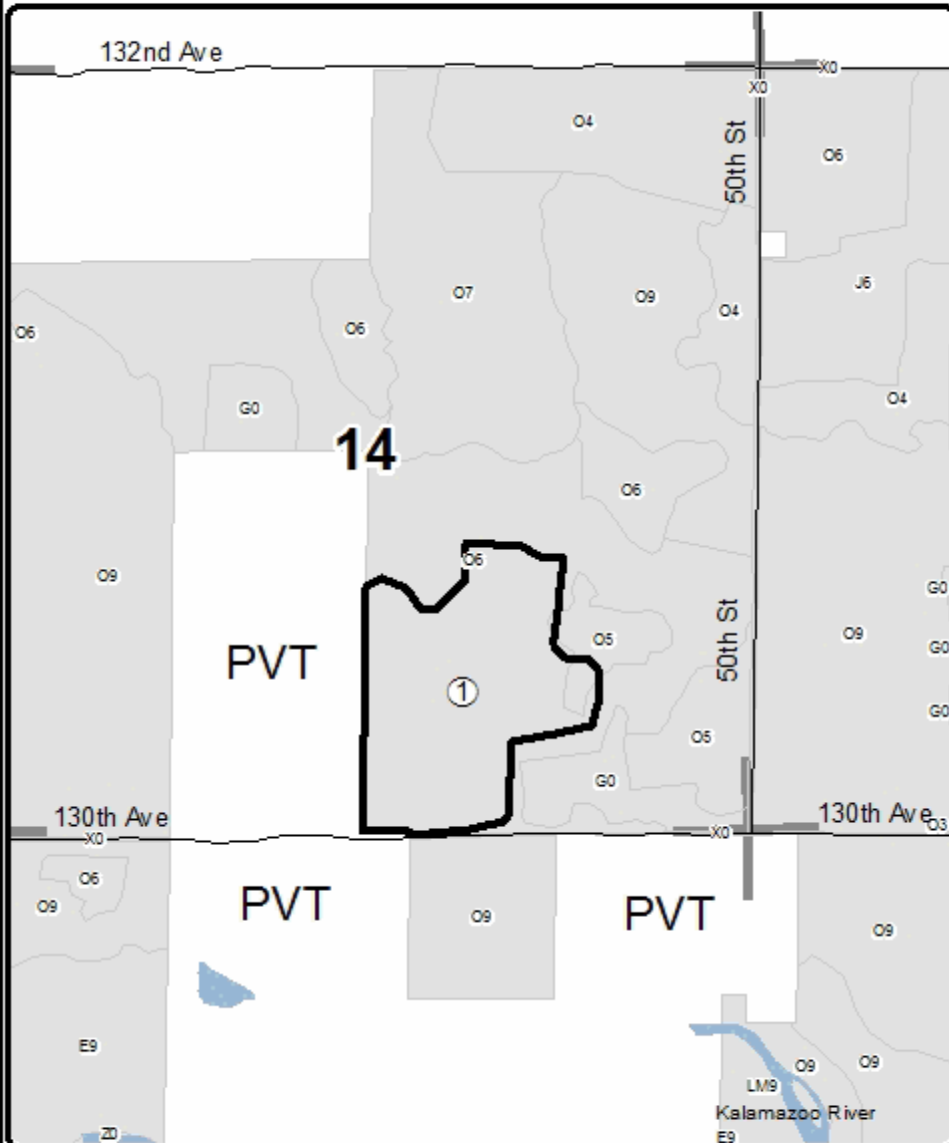 132nd Ave
X0
X0
O4
50th St
O6
O7
O9
O4
J6
O6
O6
G0
O4
14
O6
O9
O6
G0
PVT
O5
50th St
O9
G0
①
G0
O5
G0
130th Ave
X0
X0
130th Ave
O3
O6
O9
PVT
O9
PVT
O9
E9
O9
O9
LM9
Kalamazoo River
Z0
E9